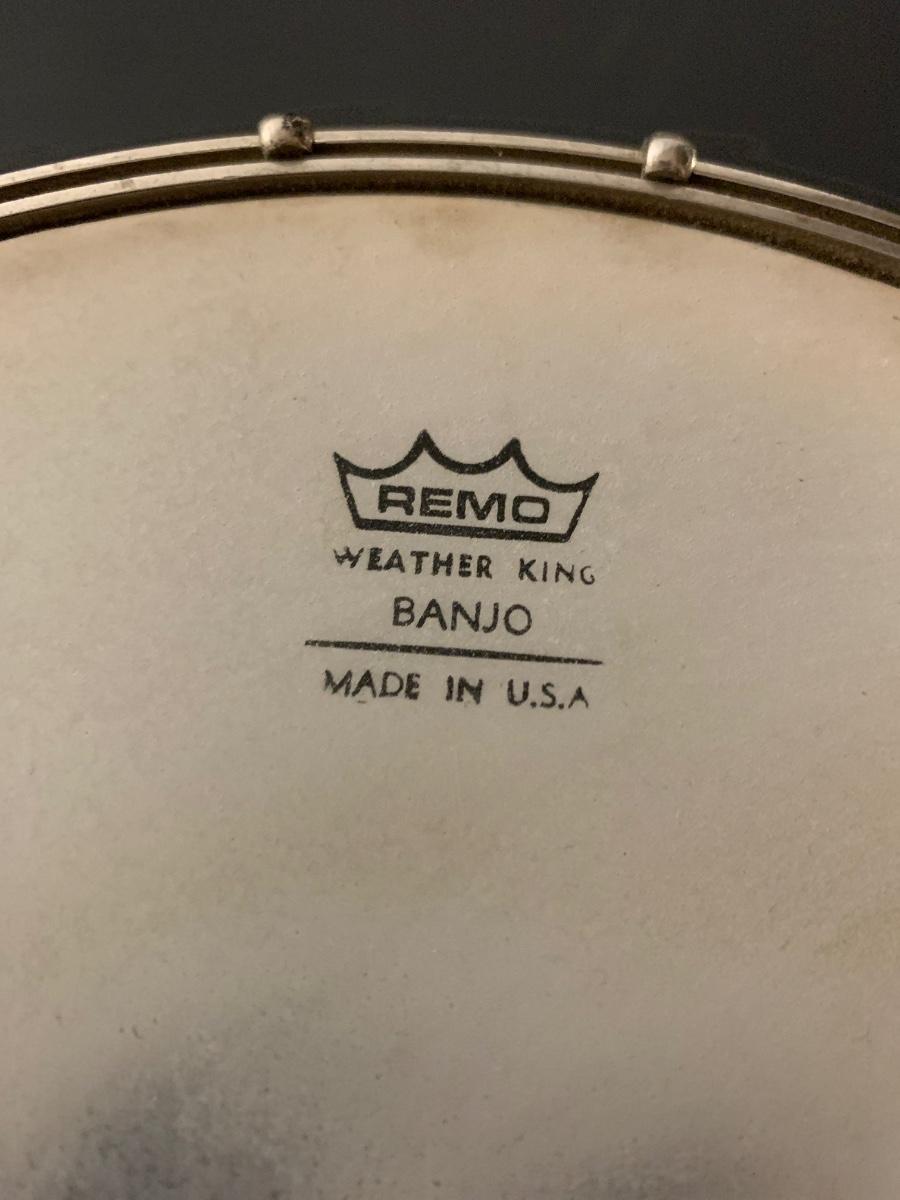 REMO
WEATHER KING
BANJO
MADE IN U.S.A